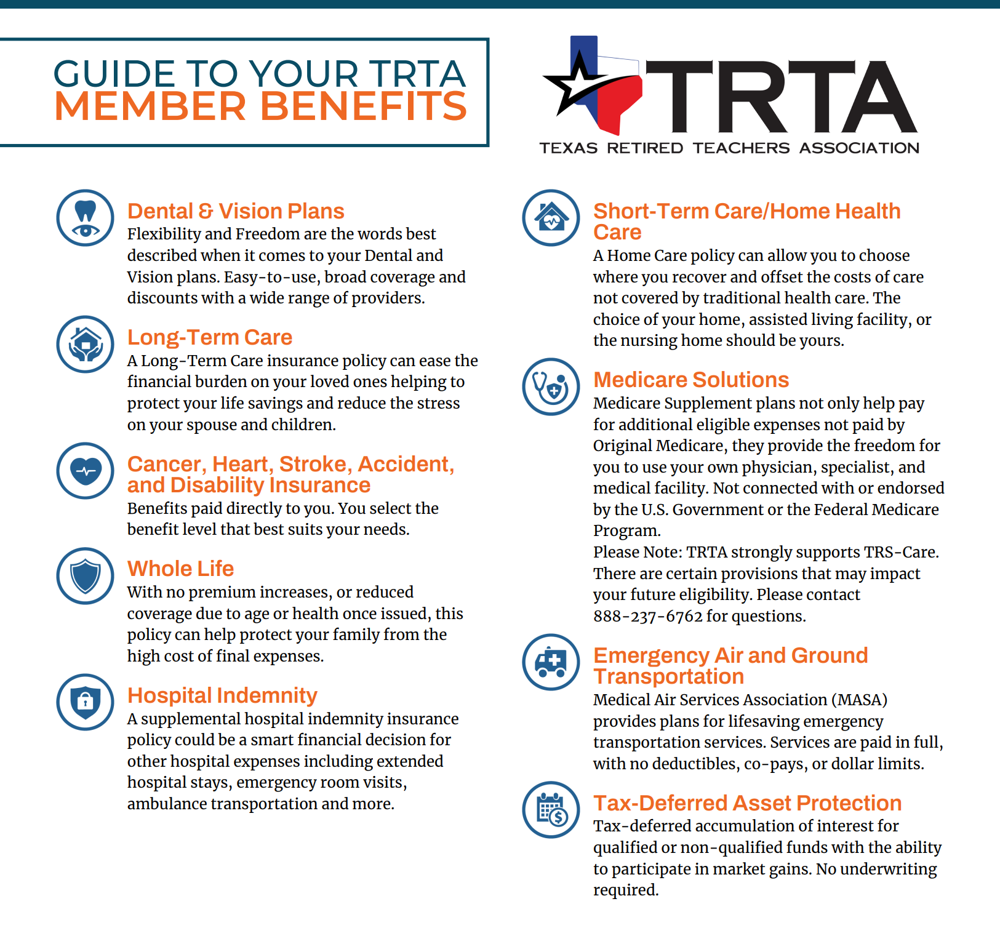 GUIDE TO YOUR TRTA
MEMBER BENEFITS
TRTA
TEXAS RETIRED TEACHERS ASSOCIATION
Dental & Vision Plans
Flexibility and Freedom are the words best
described when it comes to your Dental and
Vision plans. Easy-to-use, broad coverage and
discounts with a wide range of providers.
Long-Term Care
A Long-Term Care insurance policy can ease the
financial burden on your loved ones helping to
protect your life savings and reduce the stress
on your spouse and children.
Cancer, Heart, Stroke, Accident,
and Disability Insurance
Benefits paid directly to you. You select the
benefit level that best suits your needs.
Whole Life
With no premium increases, or reduced
coverage due to age or health once issued, this
policy can help protect your family from the
high cost of final expenses.
Hospital Indemnity
A supplemental hospital indemnity insurance
policy could be a smart financial decision for
other hospital expenses including extended
hospital stays, emergency room visits,
ambulance transportation and more.
Short-Term Care/Home Health
Care
A Home Care policy can allow you to choose
where you recover and offset the costs of care
not covered by traditional health care. The
choice of your home, assisted living facility, or
the nursing home should be yours.
Medicare Solutions
Medicare Supplement plans not only help pay
for additional eligible expenses not paid by
Original Medicare, they provide the freedom for
you to use your own physician, specialist, and
medical facility. Not connected with or endorsed
by the U.S. Government or the Federal Medicare
Program.
Please Note: TRTA strongly supports TRS-Care.
There are certain provisions that may impact
your future eligibility. Please contact
888-237-6762 for questions.
Emergency Air and Ground
Transportation
Medical Air Services Association (MASA)
provides plans for lifesaving emergency
transportation services. Services are paid in full,
with no deductibles, co-pays, or dollar limits.
$
Tax-Deferred Asset Protection
Tax-deferred accumulation of interest for
qualified or non-qualified funds with the ability
to participate in market gains. No underwriting
required.